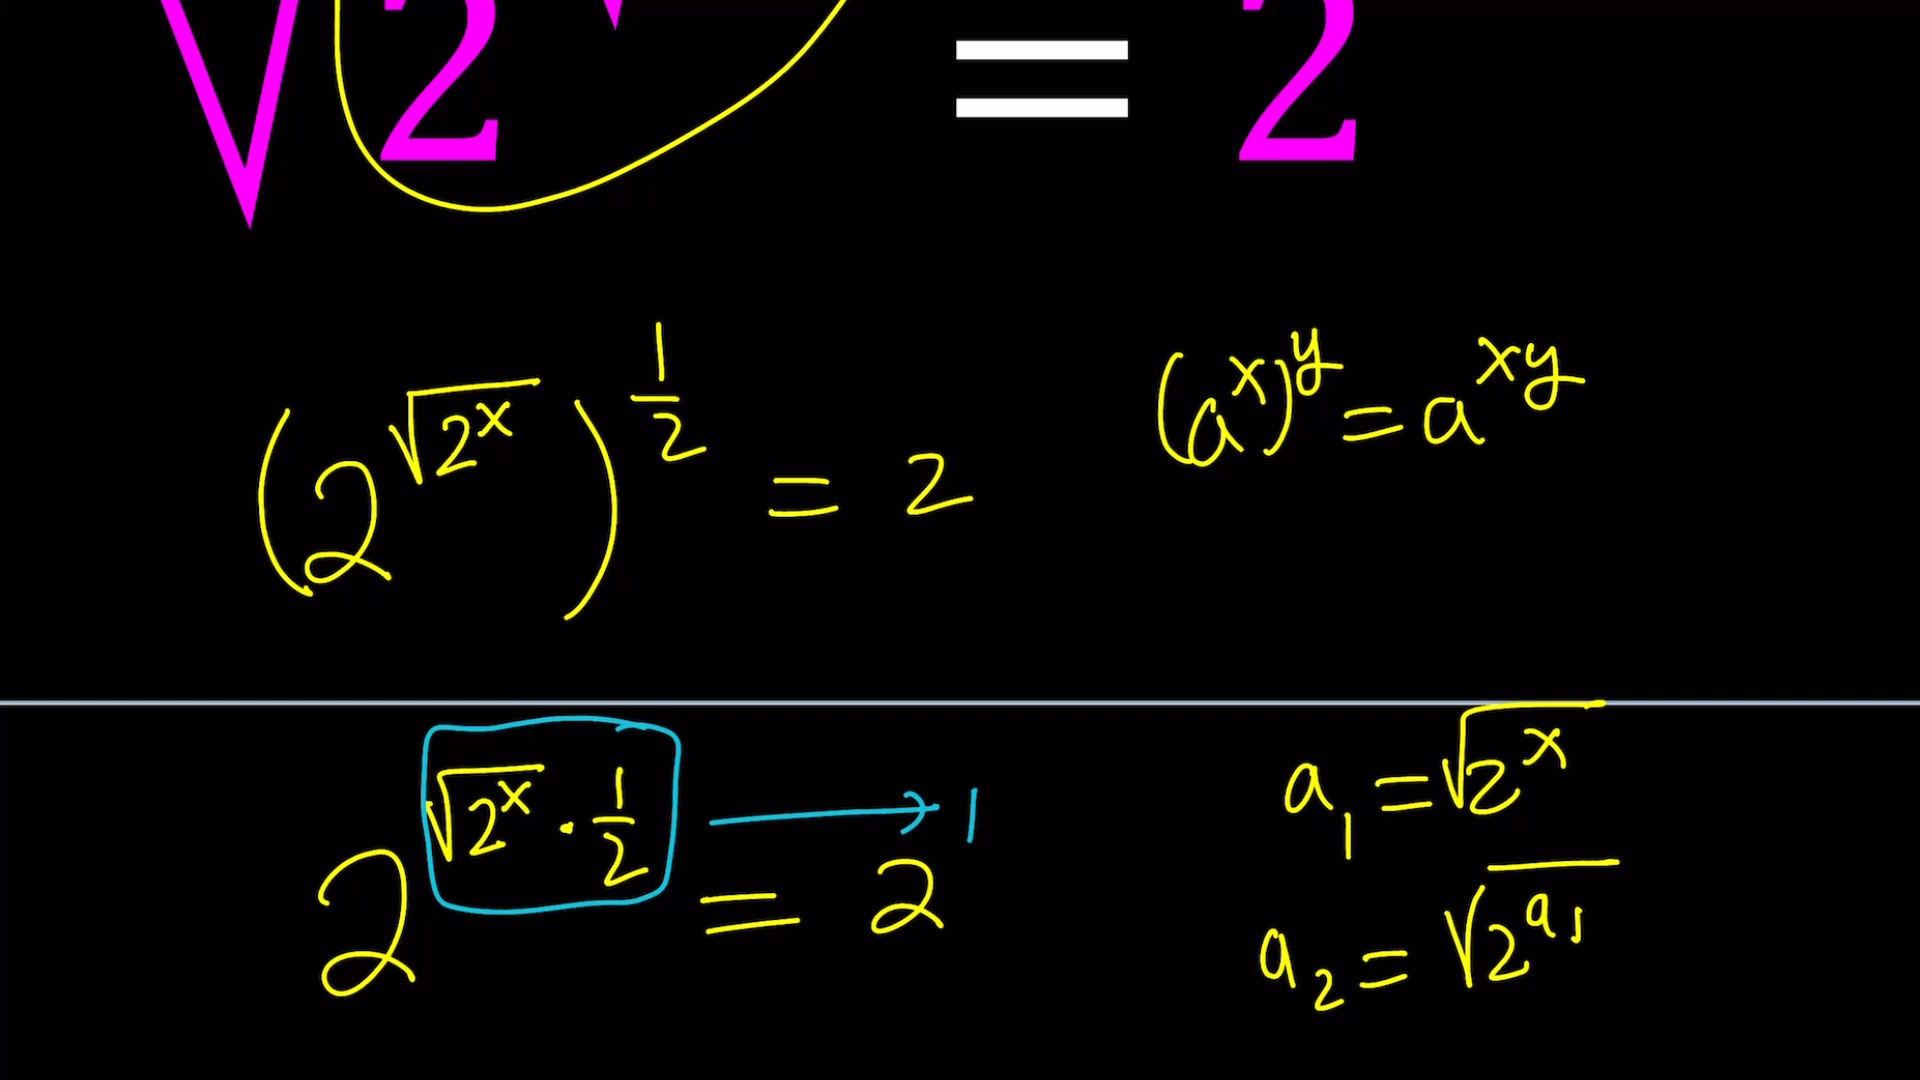 √2√ = 2
(2^√(2^x))^(1/2) = 2
(a^x)^y = a^xy
2^(√(2^x) · 1/2) = 2 → 1
a₁ = √(2^x)
a₂ = √(2^a₁)